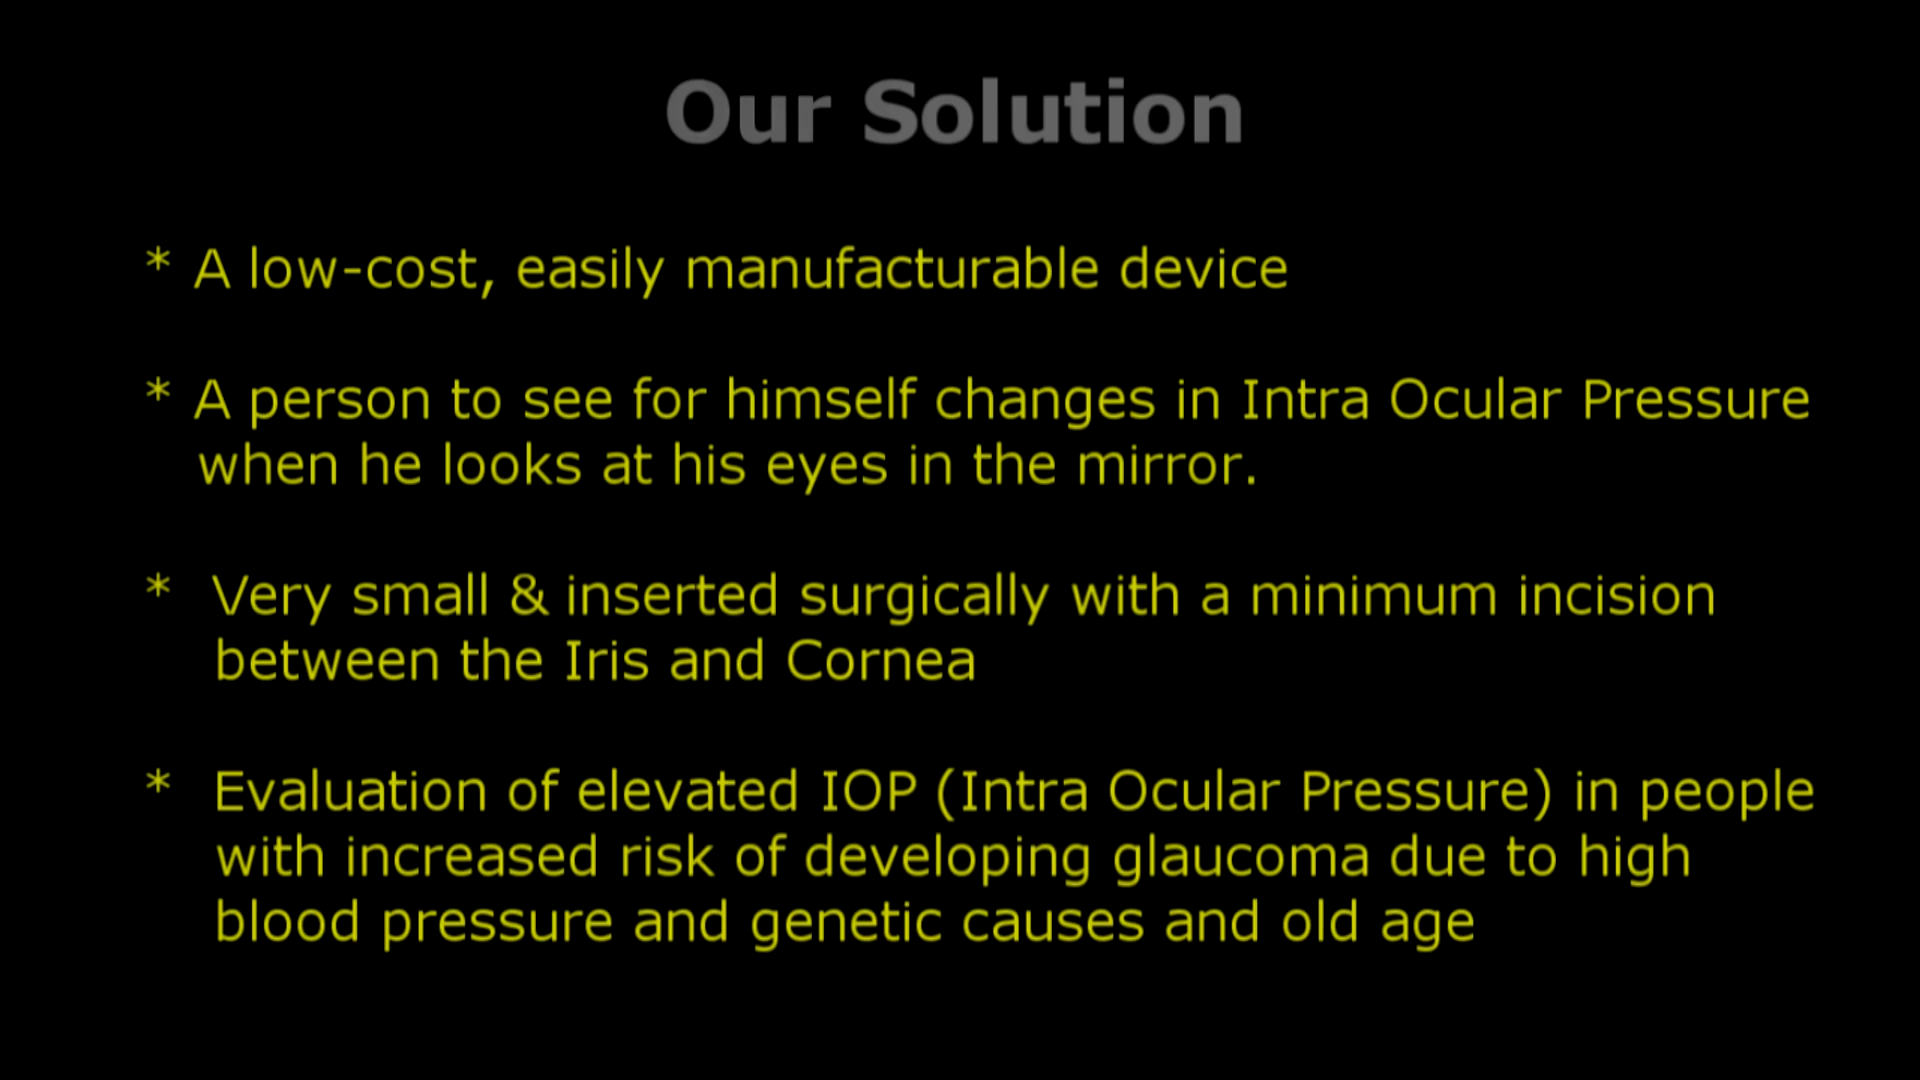 Our Solution
* A low-cost, easily manufacturable device
* A person to see for himself changes in Intra Ocular Pressure
when he looks at his eyes in the mirror.
* Very small & inserted surgically with a minimum incision
between the Iris and Cornea
* Evaluation of elevated IOP (Intra Ocular Pressure) in people
with increased risk of developing glaucoma due to high
blood pressure and genetic causes and old age